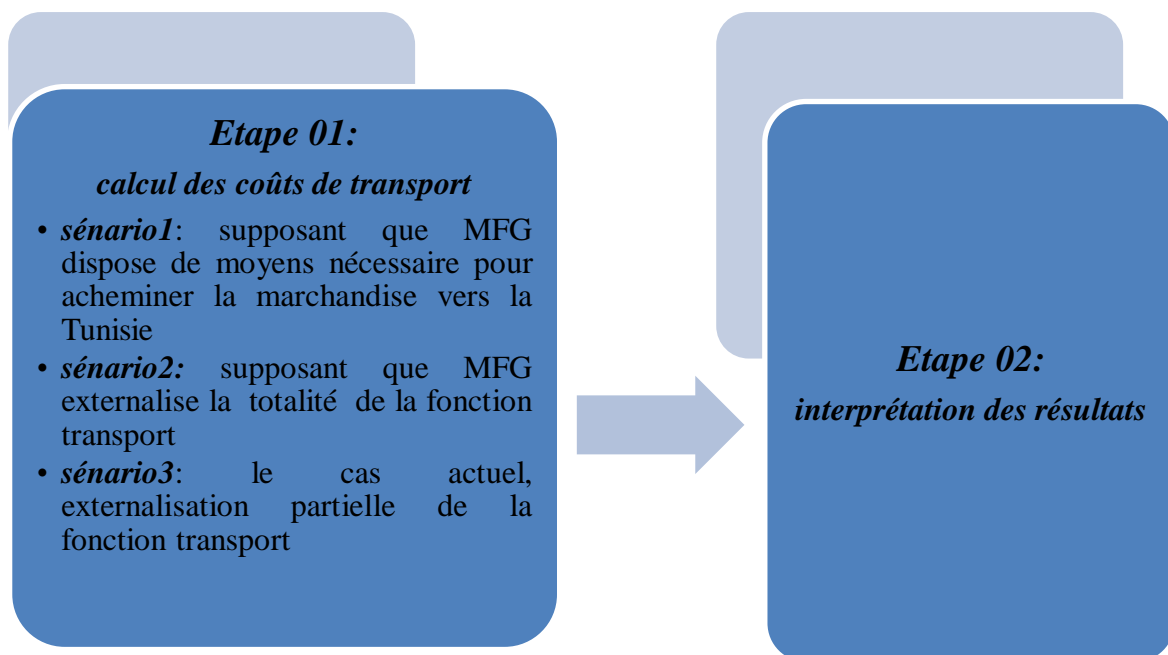 Etape 01:
calcul des coûts de transport
• sénario1: supposant que MFG
dispose de moyens nécessaire pour
acheminer la marchandise vers la
Tunisie
• sénario2: supposant que MFG
externalise la totalité de la fonction
transport
• sénario3: le cas actuel,
externalisation partielle de la
fonction transport
Etape 02:
interprétation des résultats